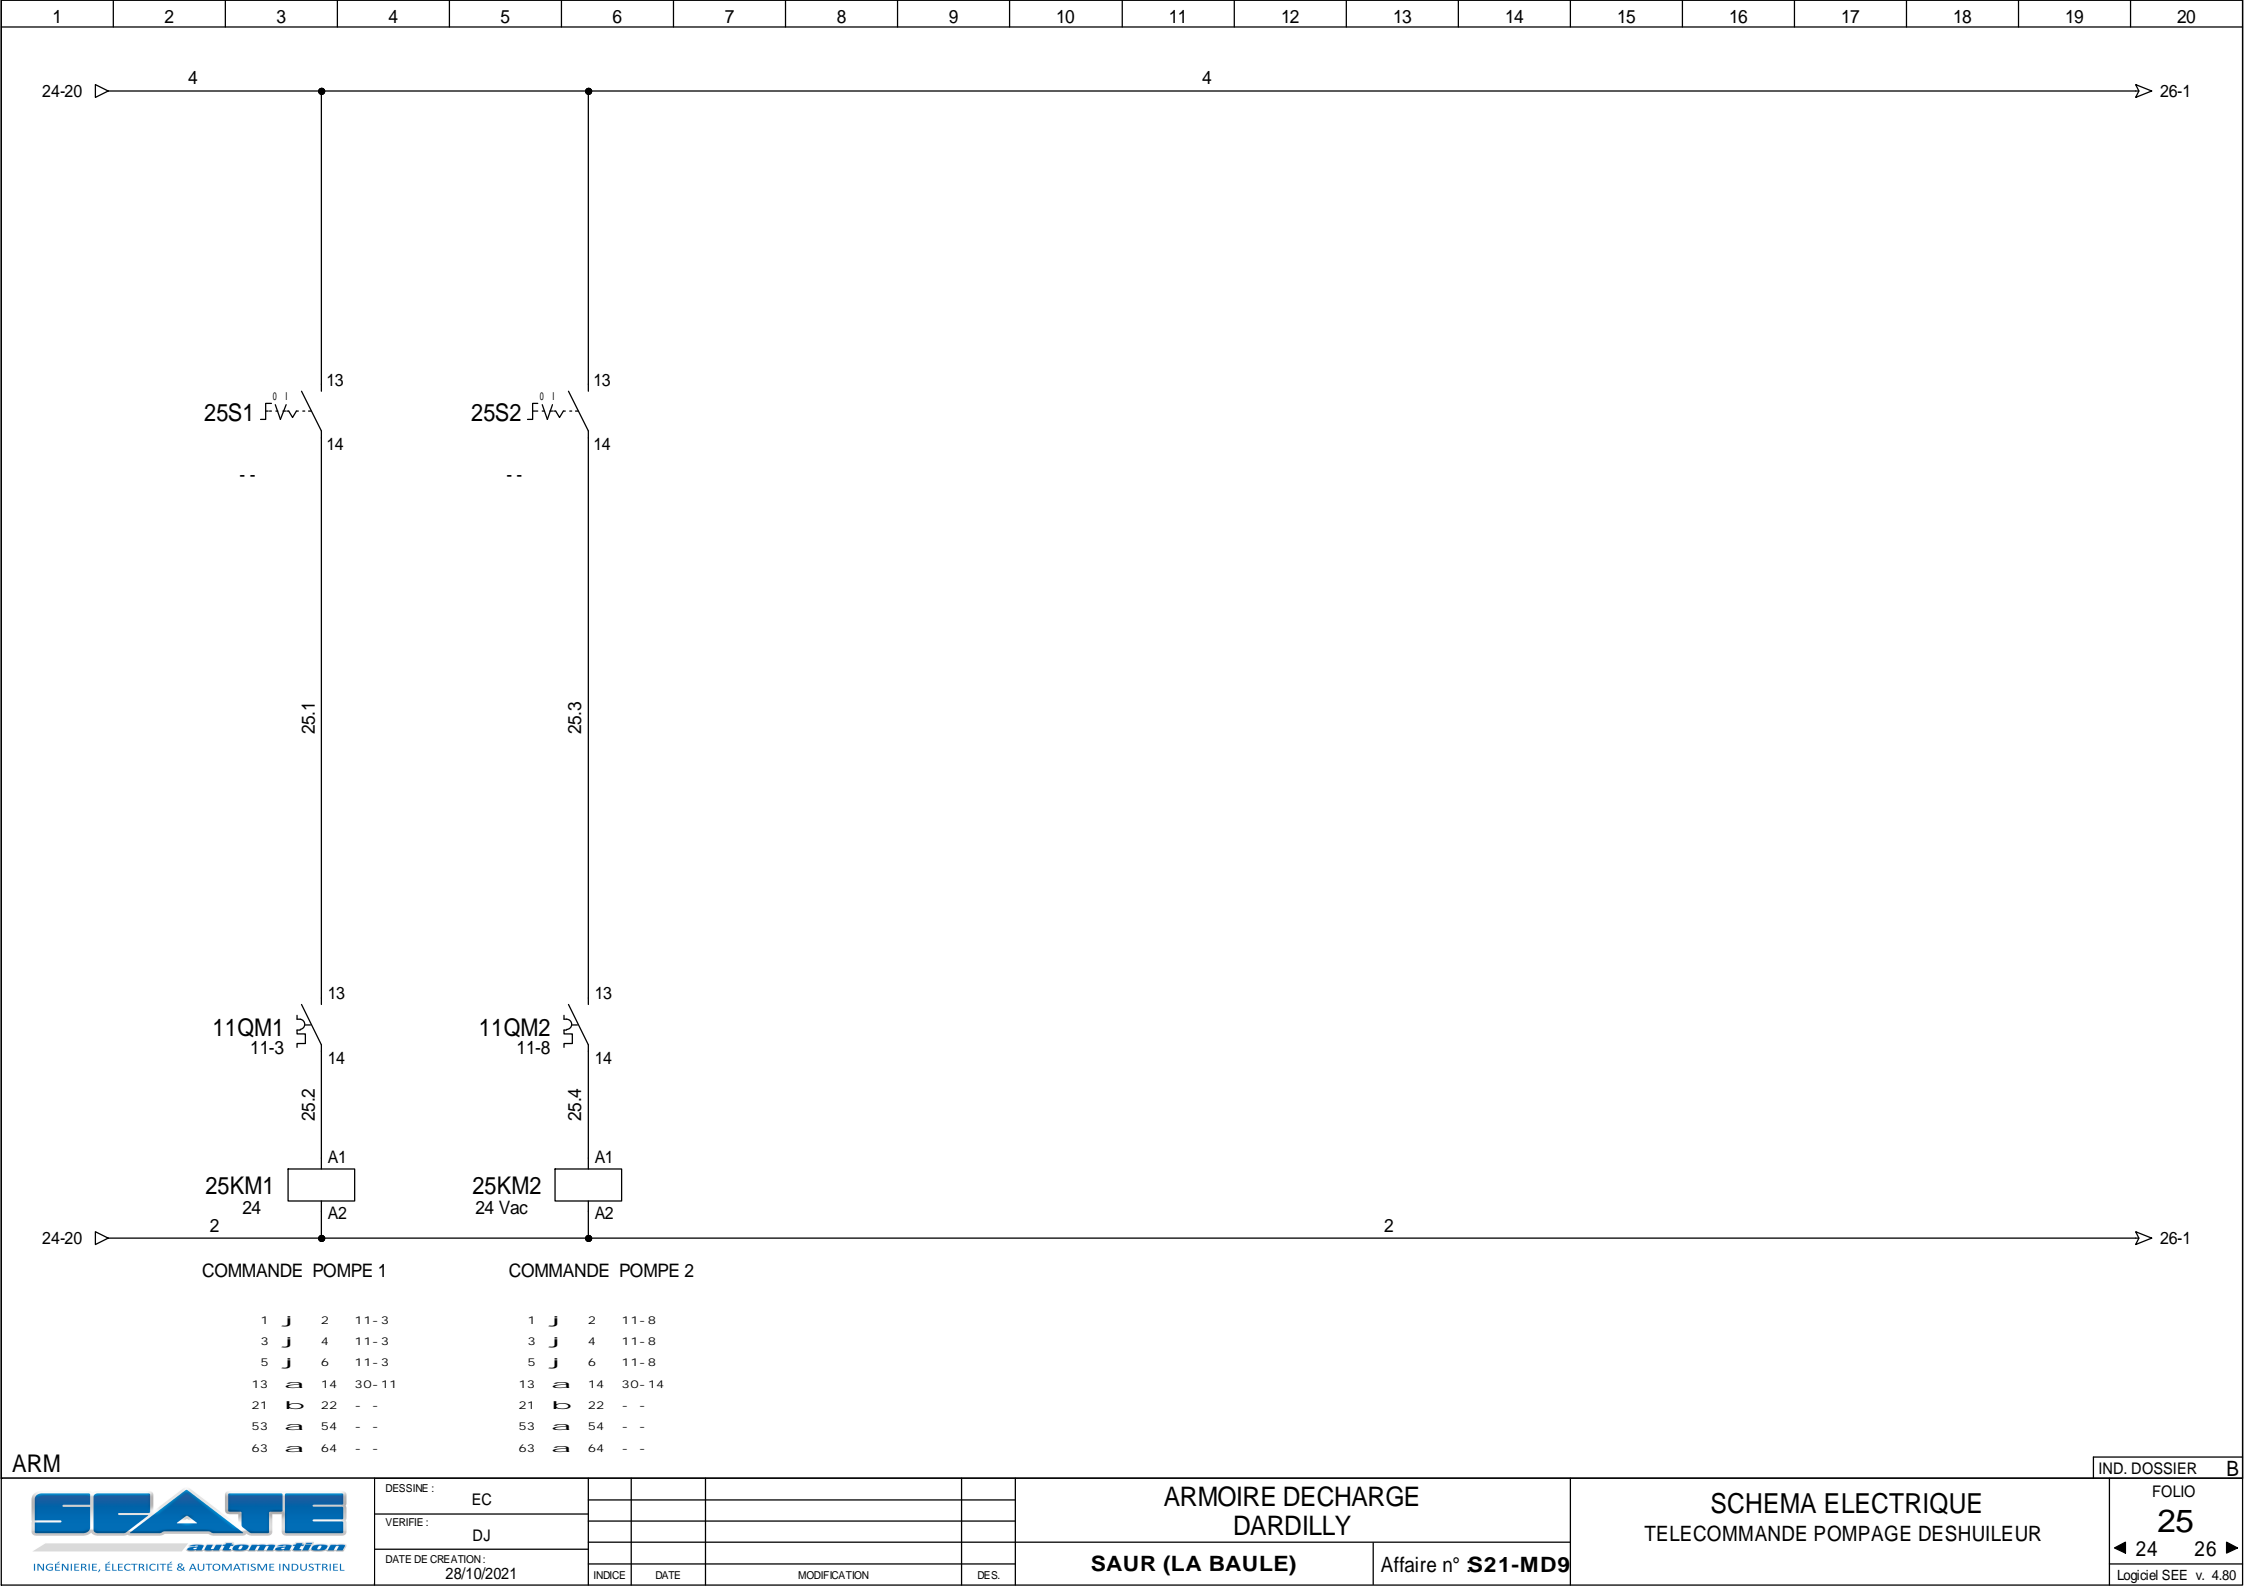 1 2 3 4 5 6 7 8 9 10 11 12 13 14 15 16 17 18 19 20
4 4
24-20 26-1
13 13
0 I 0 I
25S1 25S2
14 14
- - - -
25.1 25.3
13 13
11QM1 11QM2
11-3 11-8
14 14
25.2 25.4
A1 A1
25KM1 25KM2
24 24 Vac
A2 A2
2 2
24-20 26-1
COMMANDE POMPE 1 COMMANDE POMPE 2
1 j 2 11-3 1 j 2 11-8
3 j 4 11-3 3 j 4 11-8
5 j 6 11-3 5 j 6 11-8
13 a 14 30-11 13 a 14 30-14
21 b 22 - - 21 b 22 - -
53 a 54 - - 53 a 54 - -
63 a 64 - - 63 a 64 - -
ARM
IND. DOSSIER B
SEATE
automation
INGÉNIERIE, ÉLECTRICITÉ & AUTOMATISME INDUSTRIEL
DESSINE :
EC
VERIFIE :
DJ
DATE DE CREATION :
28/10/2021
INDICE DATE MODIFICATION DES.
ARMOIRE DECHARGE
DARDILLY
SAUR (LA BAULE)
Affaire n° S21-MD9
SCHEMA ELECTRIQUE
TELECOMMANDE POMPAGE DESHUILEUR
FOLIO
25
24 26
Logiciel SEE v. 4.80